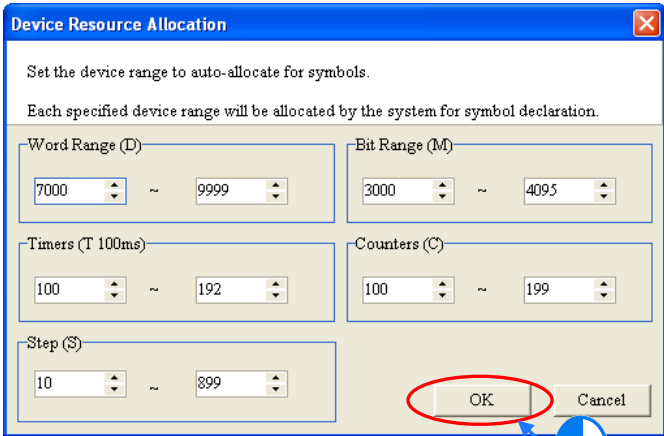 Device Resource Allocation
Set the device range to auto-allocate for symbols.
Each specified device range will be allocated by the system for symbol declaration.
Word Range (D)
7000 ~ 9999
Bit Range (M)
3000 ~ 4095
Timers (T 100ms)
100 ~ 192
Counters (C)
100 ~ 199
Step (S)
10 ~ 899
OK Cancel